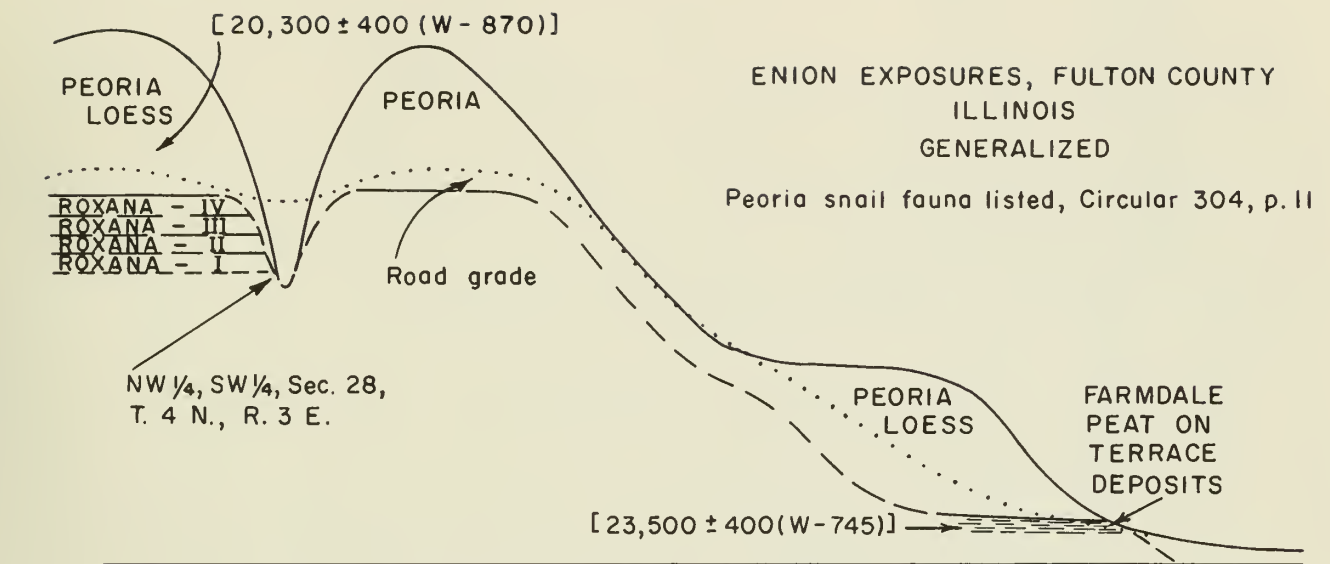 [20,300 ± 400 (W - 870)]
PEORIA
LOESS
PEORIA
ENION EXPOSURES, FULTON COUNTY
ILLINOIS
GENERALIZED
Peoria snail fauna listed, Circular 304, p. 11
ROXANA - IV
ROXANA - III
ROXANA - II
ROXANA - I
Road grade
NW 1/4, SW 1/4, Sec. 28,
T. 4 N., R. 3 E.
PEORIA
LOESS
FARMDALE
PEAT ON
TERRACE
DEPOSITS
[23,500 ± 400 (W-745)]